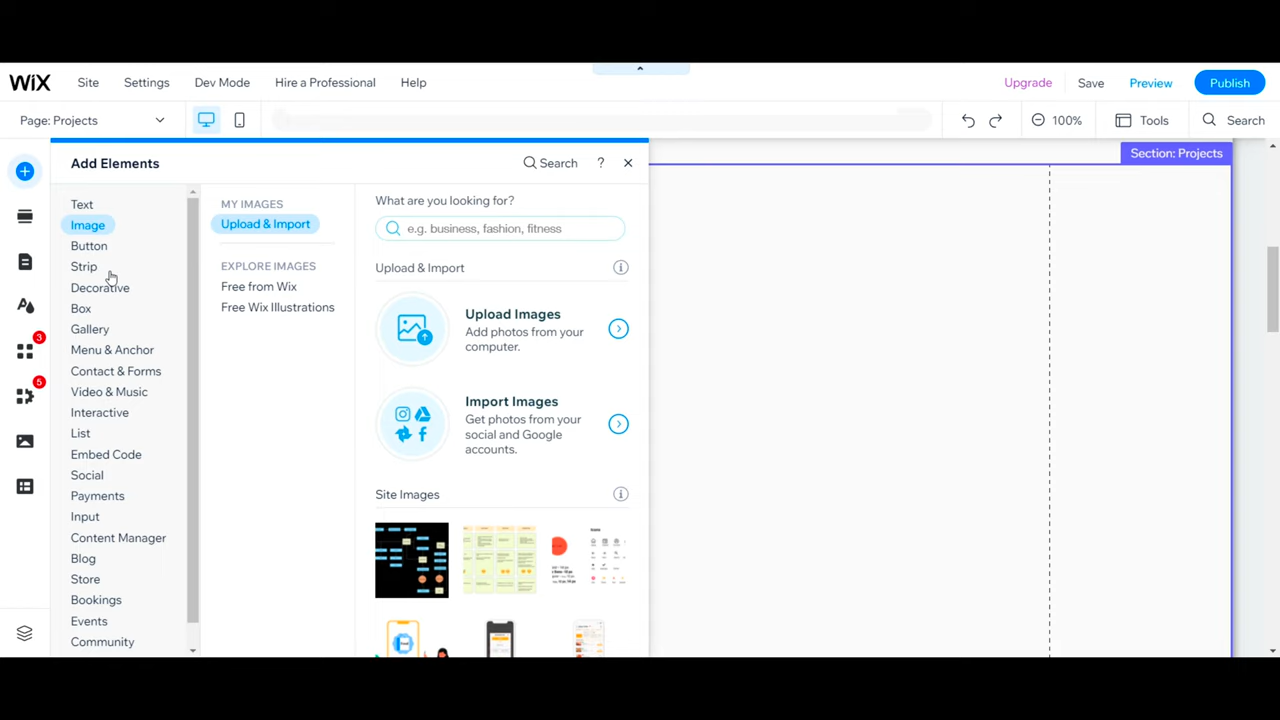 WiX Site Settings Dev Mode Hire a Professional Help Upgrade Save Preview Publish
Page: Projects 100% Tools Search
Add Elements Search ? 
Section: Projects
Text
Image
Button
Strip
Decorative
Box
Gallery
Menu & Anchor
Contact & Forms
Video & Music
Interactive
List
Embed Code
Social
Payments
Input
Content Manager
Blog
Store
Bookings
Events
Community
3
5
MY IMAGES
Upload & Import
EXPLORE IMAGES
Free from Wix
Free Wix Illustrations
What are you looking for?
e.g. business, fashion, fitness
Upload & Import
Upload Images
Add photos from your
computer.
Import Images
Get photos from your
social and Google
accounts.
Site Images